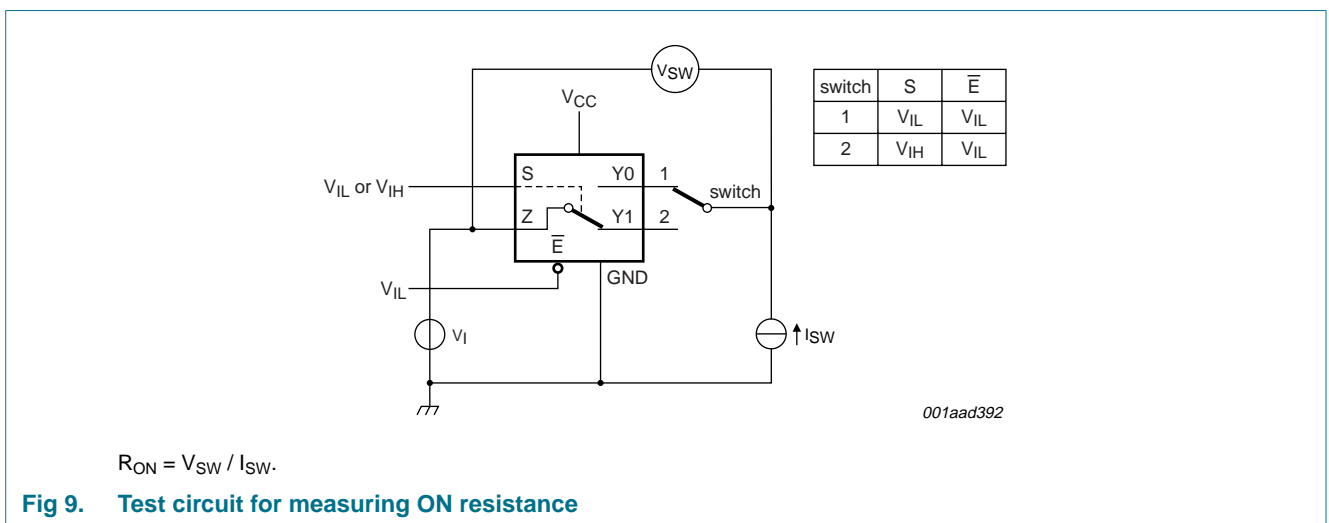 VSW
VCC
switch S E̅
1 VIL VIL
2 VIH VIL
VIL or VIH
S Y0 1
switch
Z Y1 2
E̅
GND
VIL
VI
ISW
001aad392
RON = VSW / ISW.
Fig 9. Test circuit for measuring ON resistance